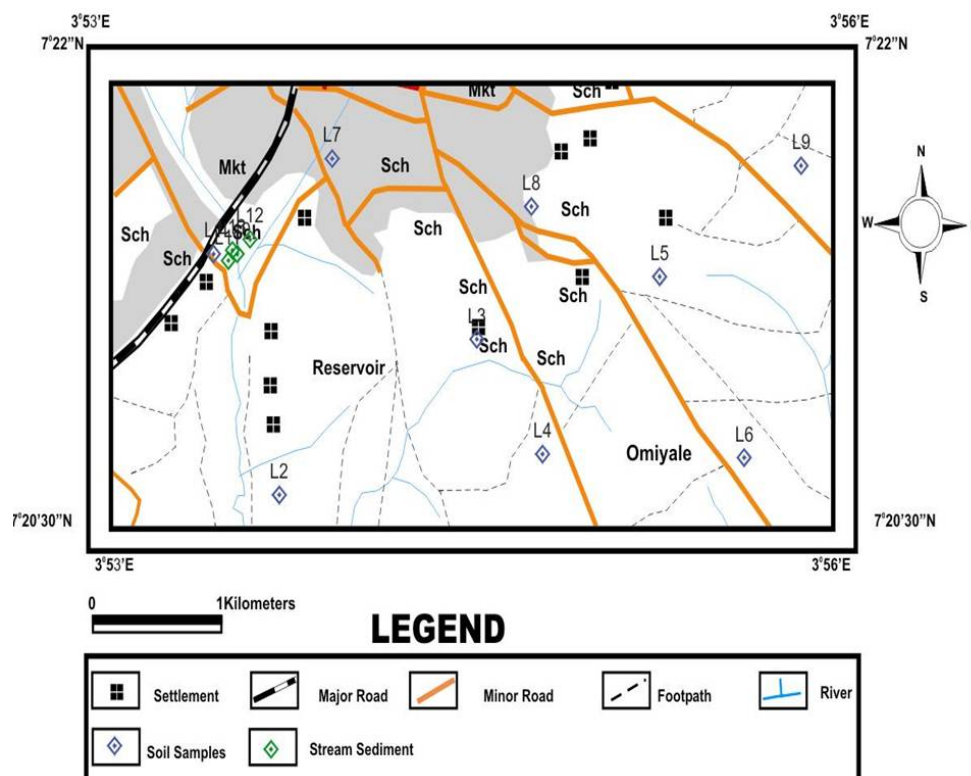 3°53'E 3°56'E
7°22"N 7°22"N
Mkt Sch
L7 L9
Mkt Sch
L8
L12 Sch
Sch Sch Sch
Sch L5
Sch Sch
L3
Sch Sch
Reservoir
L4 Omiyale L6
L2
7°20'30"N 7°20'30"N
3°53'E 3°56'E
N
W E
S
0 1Kilometers
LEGEND
Settlement Major Road Minor Road Footpath River
Soil Samples Stream Sediment